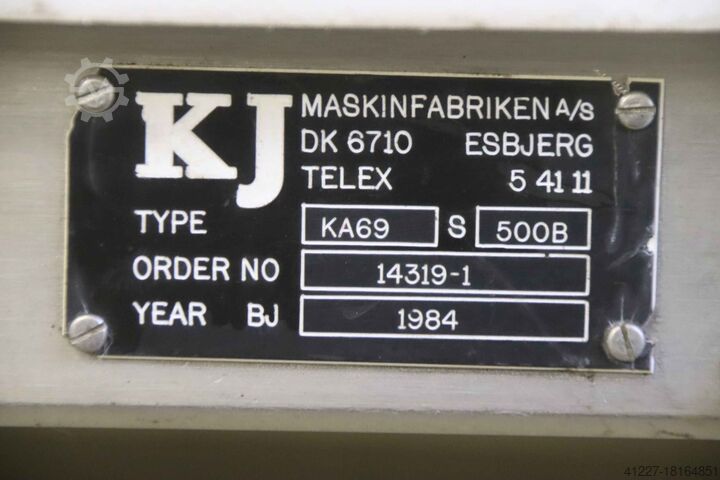 KJ
MASKINFABRIKEN A/S
DK 6710 ESBJERG
TELEX 5 41 11
TYPE KA69 S 500B
ORDER NO 14319-1
YEAR BJ 1984
41227-18164851